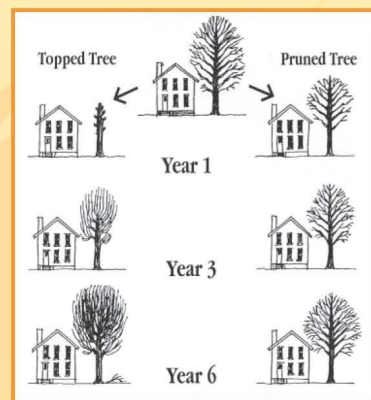 Topped Tree
Pruned Tree
Year 1
Year 3
Year 6